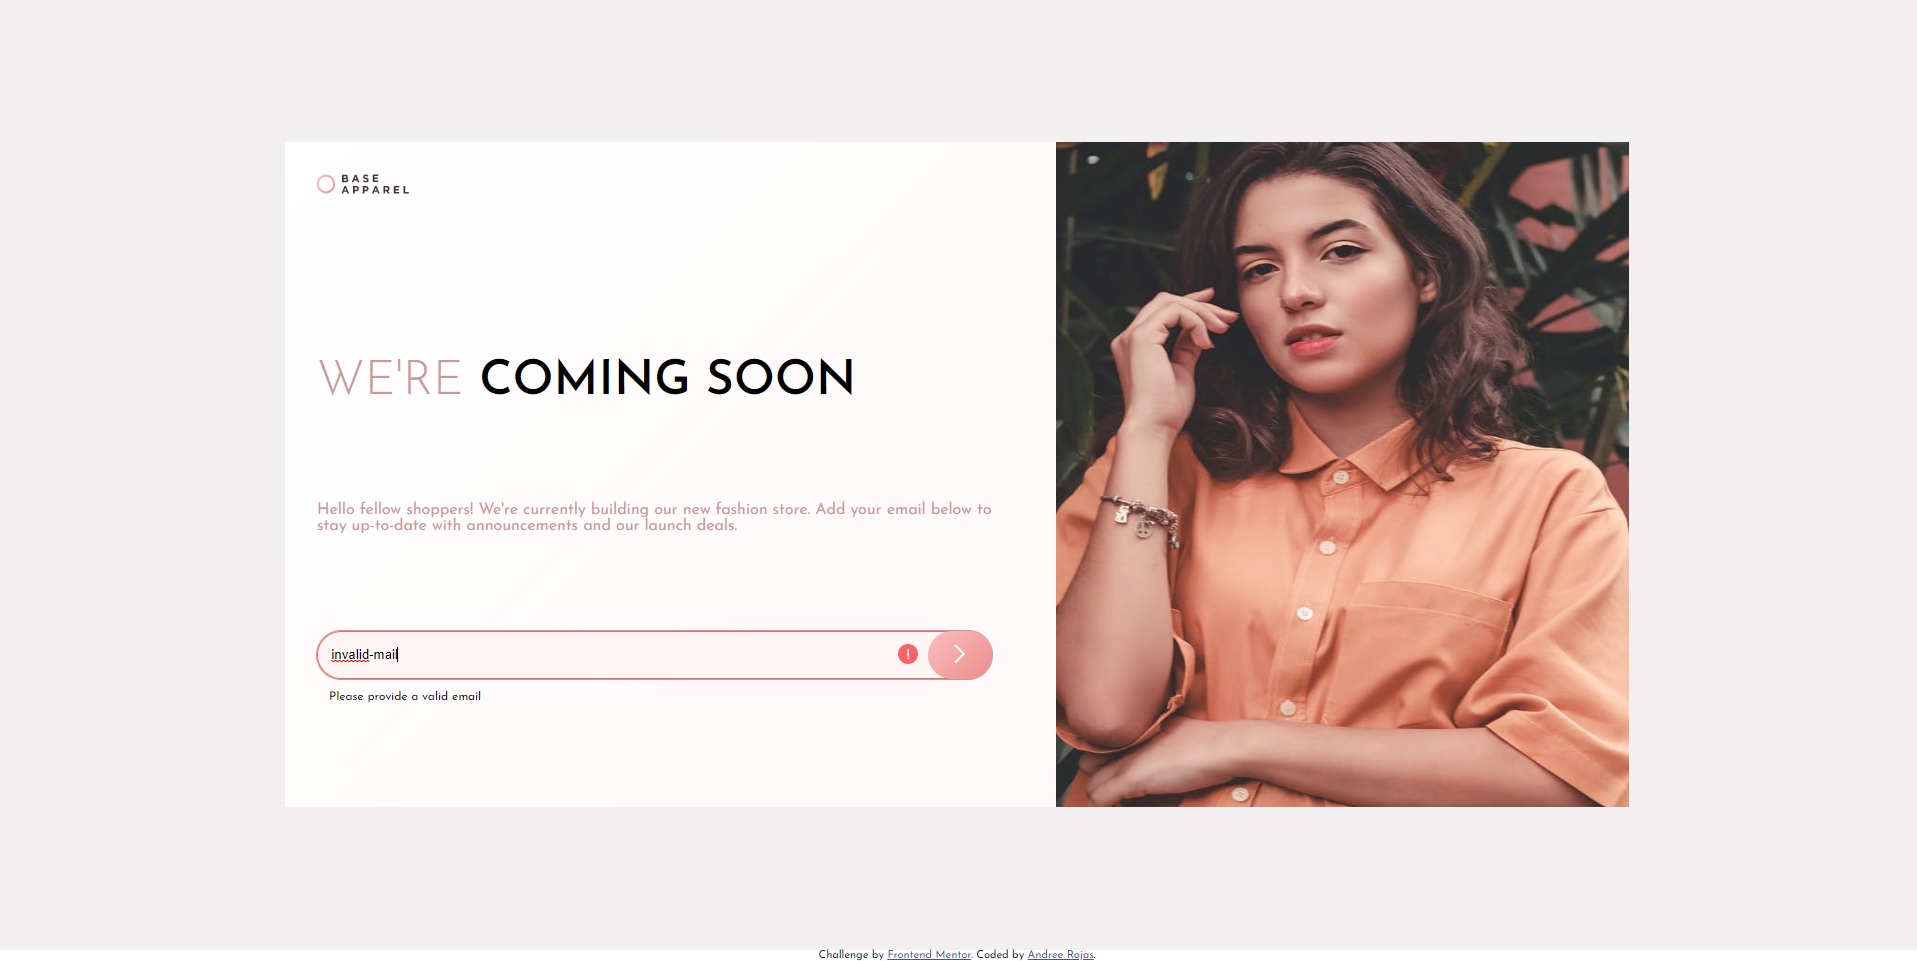 BASE
APPAREL
WE'RE COMING SOON
Hello fellow shoppers! We're currently building our new fashion store. Add your email below to
stay up-to-date with announcements and our launch deals.
invalid-mail
!
Please provide a valid email
Challenge by Frontend Mentor. Coded by Andree Rojas.